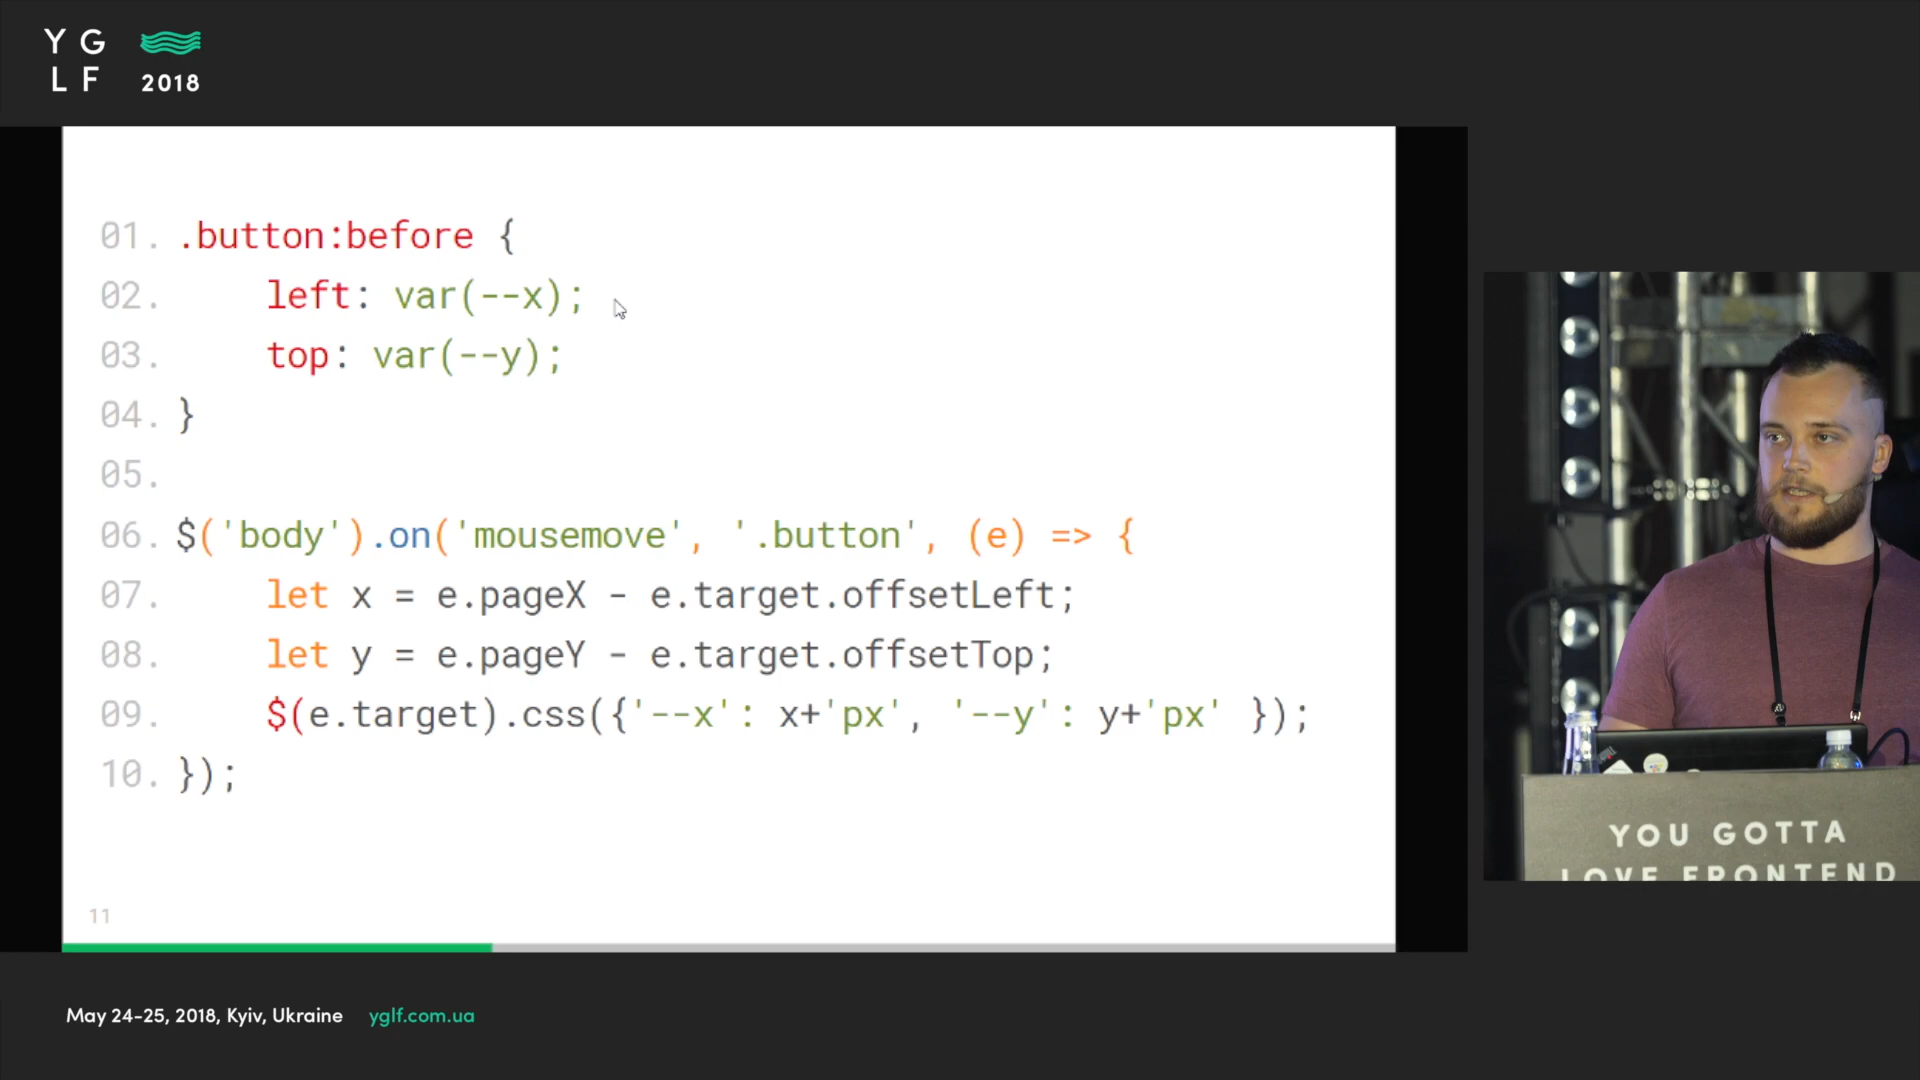 Y G
L F
2018
01. .button:before {
02. left: var(--x);
03. top: var(--y);
04. }
05.
06. $('body').on('mousemove', '.button', (e) => {
07. let x = e.pageX - e.target.offsetLeft;
08. let y = e.pageY - e.target.offsetTop;
09. $(e.target).css({'--x': x+'px', '--y': y+'px' });
10. });
11
YOU GOTTA
LOVE FRONTEND
May 24-25, 2018, Kyiv, Ukraine yglf.com.ua